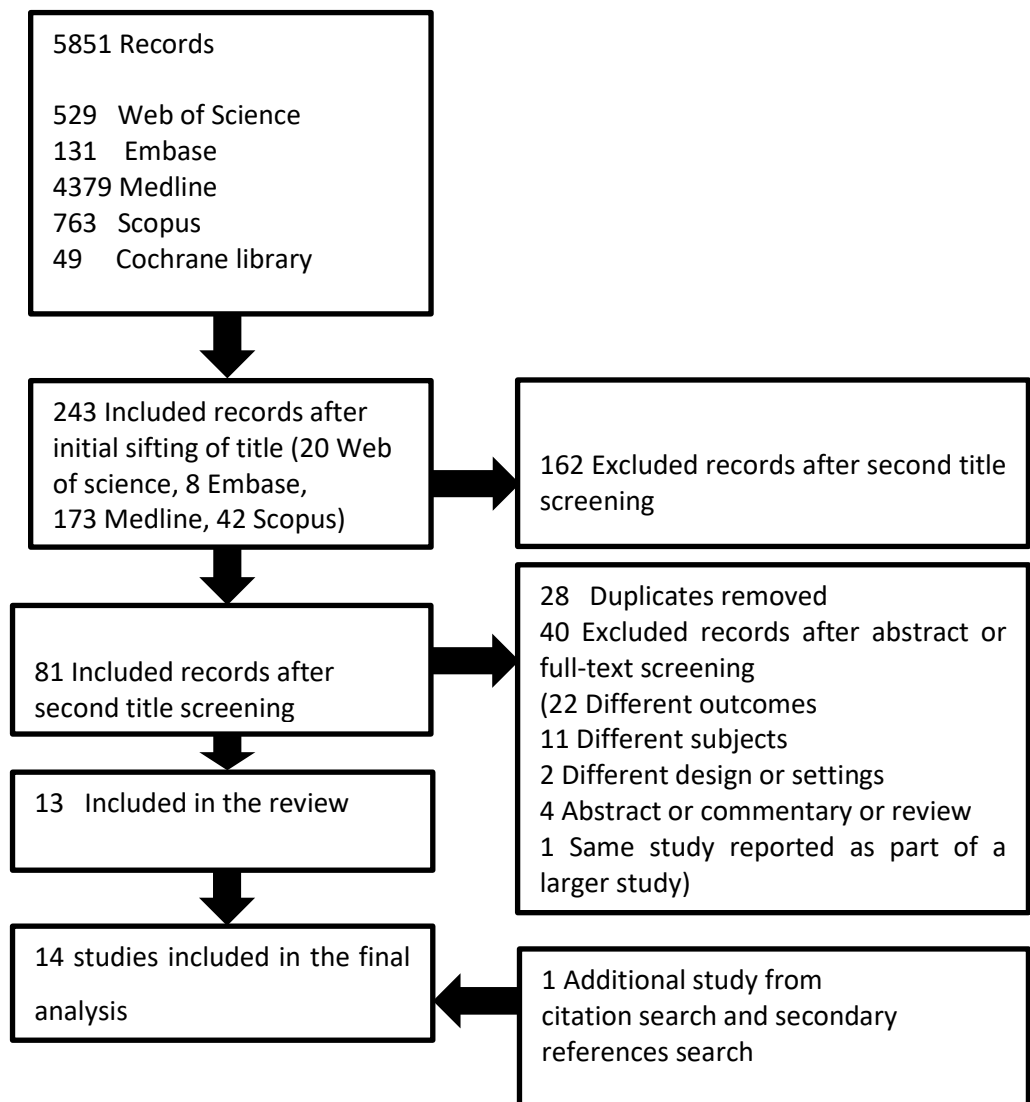 5851 Records
529 Web of Science
131 Embase
4379 Medline
763 Scopus
49 Cochrane library
243 Included records after
initial sifting of title (20 Web
of science, 8 Embase,
173 Medline, 42 Scopus)
162 Excluded records after second title
screening
81 Included records after
second title screening
28 Duplicates removed
40 Excluded records after abstract or
full-text screening
(22 Different outcomes
11 Different subjects
2 Different design or settings
4 Abstract or commentary or review
1 Same study reported as part of a
larger study)
13 Included in the review
14 studies included in the final
analysis
1 Additional study from
citation search and secondary
references search